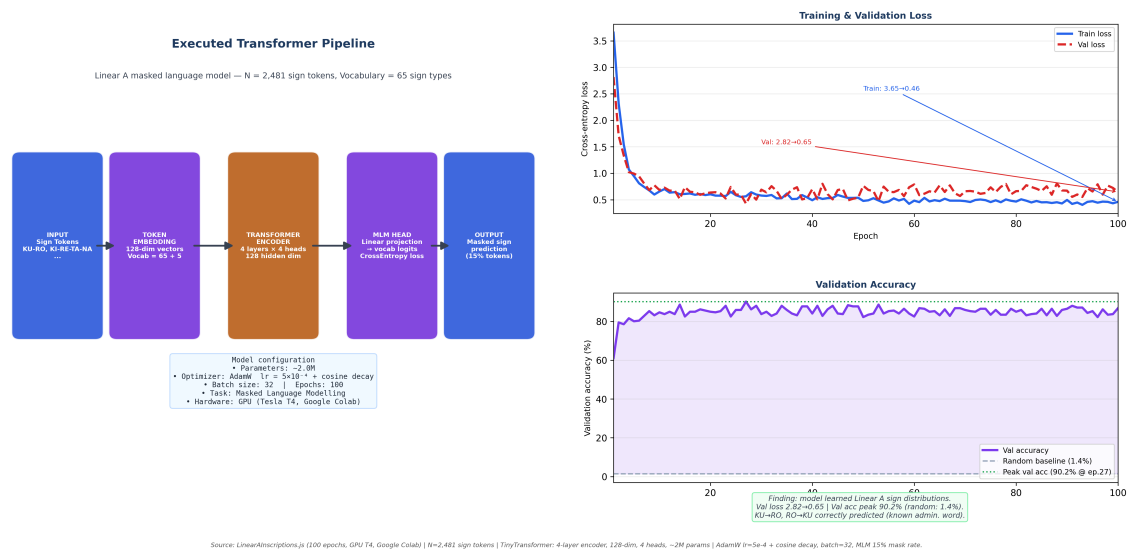 Executed Transformer Pipeline
Linear A masked language model — N = 2,481 sign tokens, Vocabulary = 65 sign types
INPUT
Sign Tokens
KU-RO, KI-RE-TA-NA
...
TOKEN
EMBEDDING
128-dim vectors
Vocab = 65 + 5
TRANSFORMER
ENCODER
4 layers × 4 heads
128 hidden dim
MLM HEAD
Linear projection
→ vocab logits
CrossEntropy loss
OUTPUT
Masked sign
prediction
(15% tokens)
Model configuration
• Parameters: ~2.0M
• Optimizer: AdamW  lr = 5×10⁻⁴ + cosine decay
• Batch size: 32  |  Epochs: 100
• Task: Masked Language Modelling
• Hardware: GPU (Tesla T4, Google Colab)
Training & Validation Loss
Cross-entropy loss
3.5
3.0
2.5
2.0
1.5
1.0
0.5
Train loss
Val loss
Train: 3.65→0.46
Val: 2.82→0.65
20
40
60
80
100
Epoch
Validation Accuracy
Validation accuracy (%)
80
60
40
20
0
Val accuracy
Random baseline (1.4%)
Peak val acc (90.2% @ ep.27)
20
40
60
80
100
Finding: model learned Linear A sign distributions.
Val loss 2.82→0.65 | Val acc peak 90.2% (random: 1.4%).
KU→RO, RO→KU correctly predicted (known admin. word).
Source: LinearAInscriptions.js (100 epochs, GPU T4, Google Colab) | N=2,481 sign tokens | TinyTransformer: 4-layer encoder, 128-dim, 4 heads, ~2M params | AdamW lr=5e-4 + cosine decay, batch=32, MLM 15% mask rate.